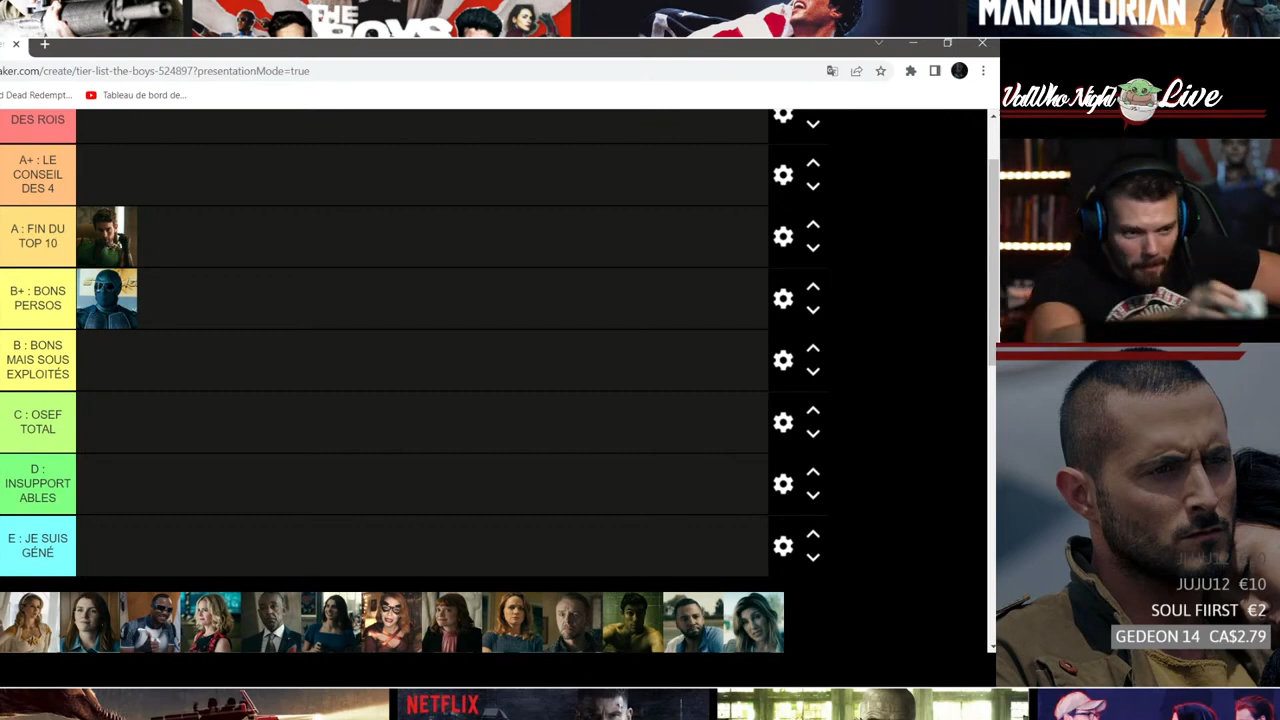 THE
BOYS
MANDALORIAN
aker.com/create/tier-list-the-boys-524897?presentationMode=true
d Dead Redempt...
Tableau de bord de...
Live
DES ROIS
A+ : LE
CONSEIL
DES 4
A : FIN DU
TOP 10
B+ : BONS
PERSOS
B : BONS
MAIS SOUS
EXPLOITÉS
C : OSEF
TOTAL
D :
INSUPPORT
ABLES
E : JE SUIS
GÉNÉ
JUJU12 €10
SOUL FIIRST €2
GEDEON 14 CA$2.79
NETFLIX